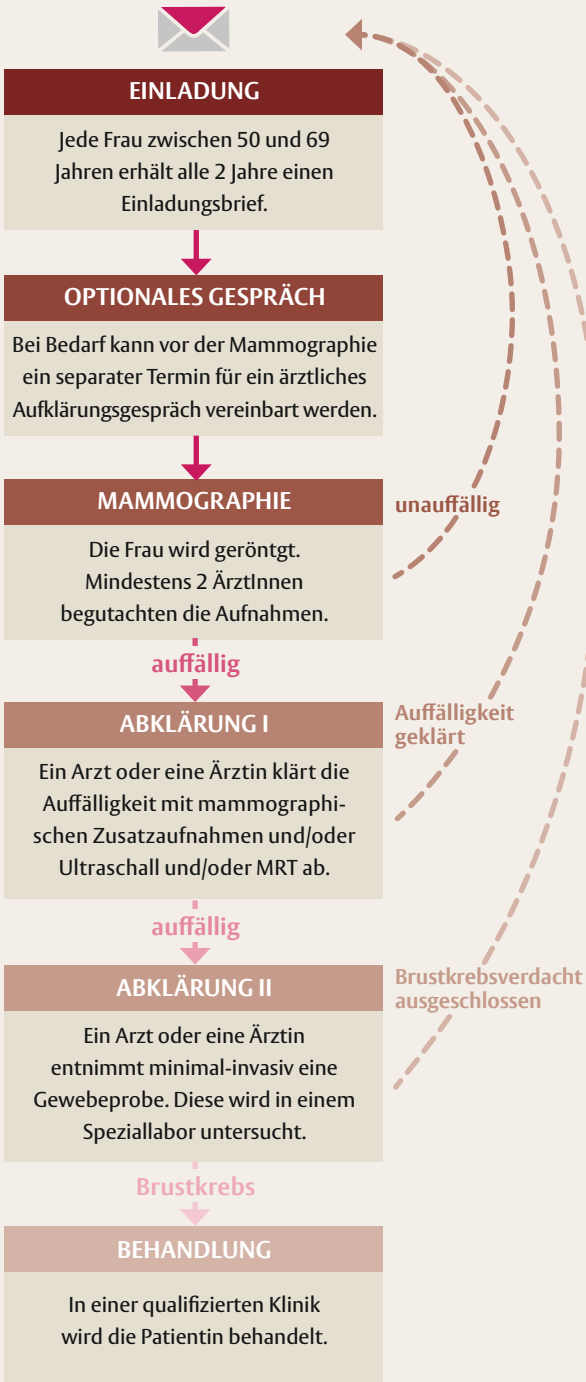 EINLADUNG
Jede Frau zwischen 50 und 69
Jahren erhält alle 2 Jahre einen
Einladungsbrief.
OPTIONALES GESPRÄCH
Bei Bedarf kann vor der Mammographie
ein separater Termin für ein ärztliches
Aufklärungsgespräch vereinbart werden.
MAMMOGRAPHIE
Die Frau wird geröntgt.
Mindestens 2 ÄrztInnen
begutachten die Aufnahmen.
unauffällig
auffällig
ABKLÄRUNG I
Ein Arzt oder eine Ärztin klärt die
Auffälligkeit mit mammographi-
schen Zusatzaufnahmen und/oder
Ultraschall und/oder MRT ab.
Auffälligkeit
geklärt
auffällig
ABKLÄRUNG II
Ein Arzt oder eine Ärztin
entnimmt minimal-invasiv eine
Gewebeprobe. Diese wird in einem
Speziallabor untersucht.
Brustkrebsverdacht
ausgeschlossen
Brustkrebs
BEHANDLUNG
In einer qualifizierten Klinik
wird die Patientin behandelt.